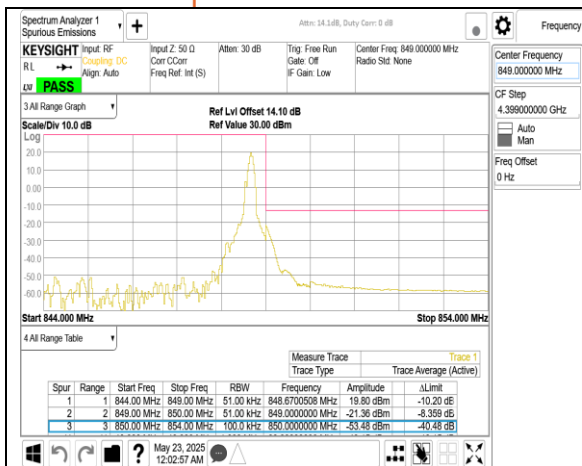 Spectrum Analyzer 1
Spurious Emissions
Attn: 14.1dB, Duty Corr: 0 dB
Frequency
KEYSIGHT Input: RF Input Z: 50 Ω Atten: 30 dB Trig: Free Run Center Freq: 849.000000 MHz
RL Coupling: DC Corr CCorr Gate: Off Radio Std: None
Align: Auto Freq Ref: Int (S) IF Gain: Low
PASS
Center Frequency
849.000000 MHz
CF Step
4.399000000 GHz
Auto
Man
Freq Offset
0 Hz
3 All Range Graph
Ref Lvl Offset 14.10 dB
Scale/Div 10.0 dB Ref Value 30.00 dBm
Log
20.0
10.0
0.00
-10.0
-20.0
-30.0
-40.0
-50.0
-60.0
Start 844.000 MHz Stop 854.000 MHz
4 All Range Table
Measure Trace Trace 1
Trace Type Trace Average (Active)
Spur Range Start Freq Stop Freq RBW Frequency Amplitude ΔLimit
1 1 844.00 MHz 849.00 MHz 51.00 kHz 848.6700508 MHz 19.80 dBm -10.20 dB
2 2 849.00 MHz 850.00 MHz 51.00 kHz 849.0000000 MHz -21.36 dBm -8.359 dB
3 3 850.00 MHz 854.00 MHz 100.0 kHz 850.0000000 MHz -53.48 dBm -40.48 dB
May 23, 2025
12:02:57 AM